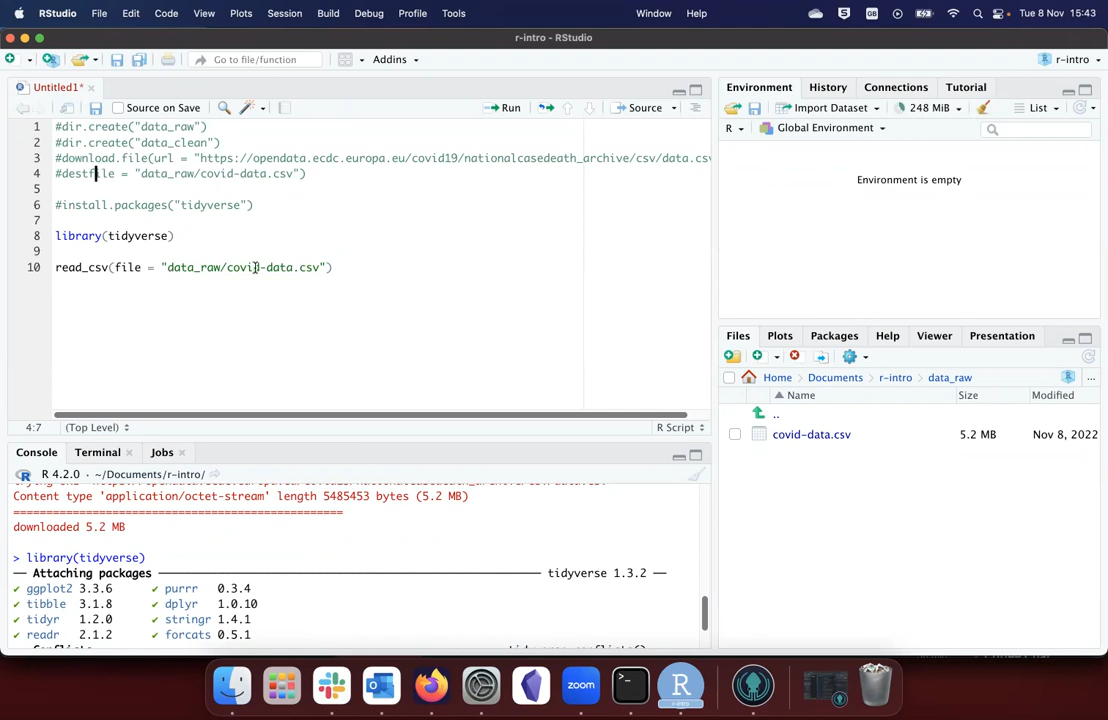 RStudio File Edit Code View Plots Session Build Debug Profile Tools Window Help GB Tue 8 Nov 15:43
r-intro - RStudio
Go to file/function Addins r-intro
Untitled1*
Source on Save Run Source
1 #dir.create("data_raw")
2 #dir.create("data_clean")
3 #download.file(url = "https://opendata.ecdc.europa.eu/covid19/nationalcasedeath_archive/csv/data.csv
4 #destfile = "data_raw/covid-data.csv")
5
6 #install.packages("tidyverse")
7
8 library(tidyverse)
9
10 read_csv(file = "data_raw/covid-data.csv")
4:7 (Top Level) R Script
Console Terminal Jobs
R 4.2.0 · ~/Documents/r-intro/
Content type 'application/octet-stream' length 5485453 bytes (5.2 MB)
==================================================
downloaded 5.2 MB
> library(tidyverse)
── Attaching packages ─────────────────────────────────────── tidyverse 1.3.2 ──
✔ ggplot2 3.3.6 ✔ purrr 0.3.4
✔ tibble 3.1.8 ✔ dplyr 1.0.10
✔ tidyr 1.2.0 ✔ stringr 1.4.1
✔ readr 2.1.2 ✔ forcats 0.5.1
Environment History Connections Tutorial
Import Dataset 248 MiB List
R Global Environment
Environment is empty
Files Plots Packages Help Viewer Presentation
Home Documents r-intro data_raw ...
Name Size Modified
..
covid-data.csv 5.2 MB Nov 8, 2022
zoom
R
r-intro